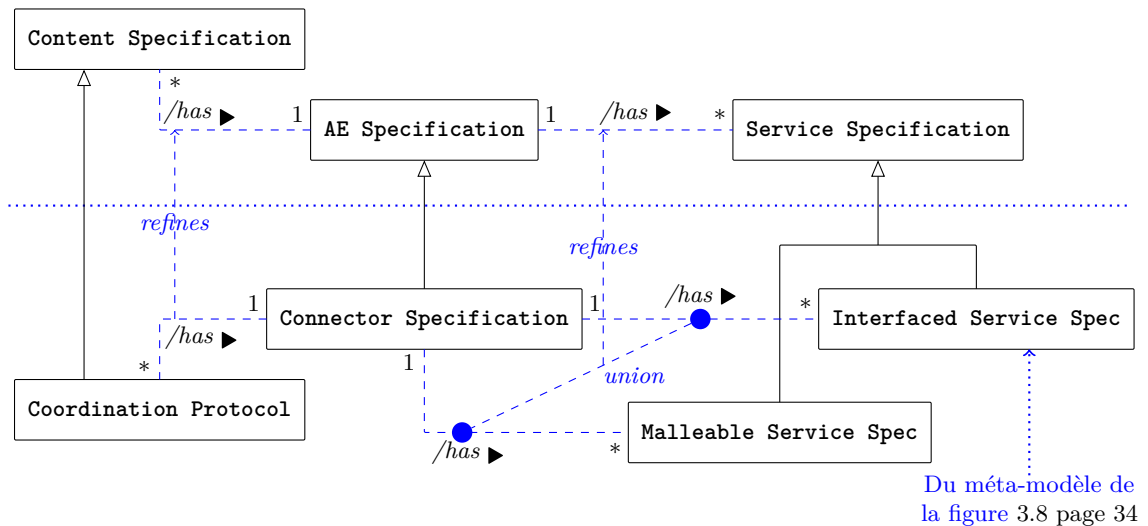 Content Specification
*
/has ▶
1
AE Specification
1
/has ▶
*
Service Specification
refines
refines
/has ▶
1
Connector Specification
1
/has ▶
*
Interfaced Service Spec
*
Coordination Protocol
1
union
/has ▶
*
Malleable Service Spec
Du méta-modèle de
la figure 3.8 page 34